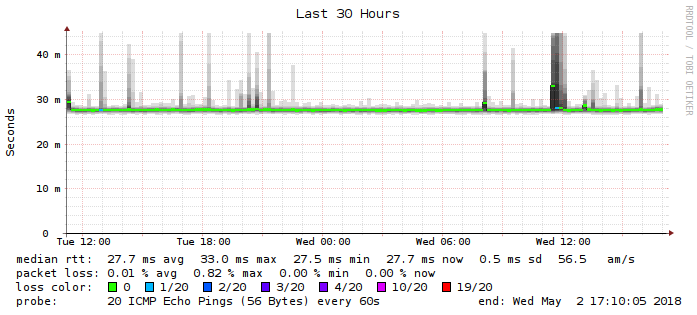 Last 30 Hours
RRDTOOL / TOBI OETIKER
Seconds
40 m
30 m
20 m
10 m
0
Tue 12:00 Tue 18:00 Wed 00:00 Wed 06:00 Wed 12:00
median rtt: 27.7 ms avg 33.0 ms max 27.5 ms min 27.7 ms now 0.5 ms sd 56.5 am/s
packet loss: 0.01 % avg 0.82 % max 0.00 % min 0.00 % now
loss color: 0 1/20 2/20 3/20 4/20 10/20 19/20
probe: 20 ICMP Echo Pings (56 Bytes) every 60s end: Wed May 2 17:10:05 2018